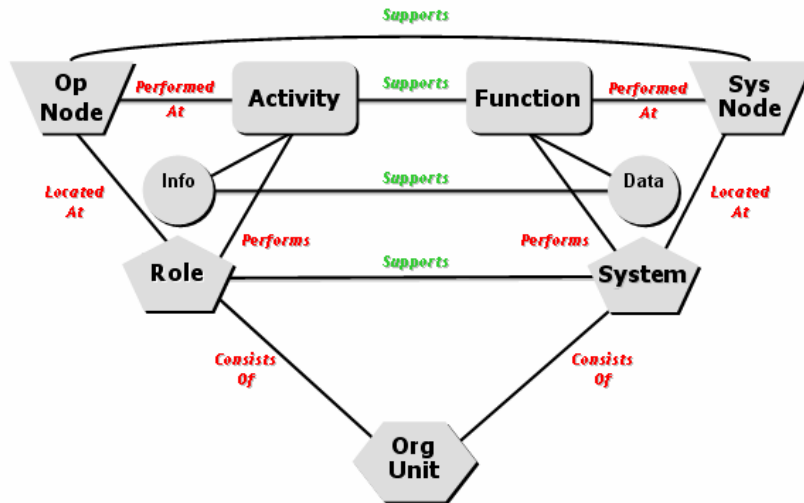 Supports
Op
Node
Performed
At
Activity
Supports
Function
Performed
At
Sys
Node
Info
Supports
Data
Located
At
Located
At
Performs
Performs
Role
Supports
System
Consists
Of
Consists
Of
Org
Unit